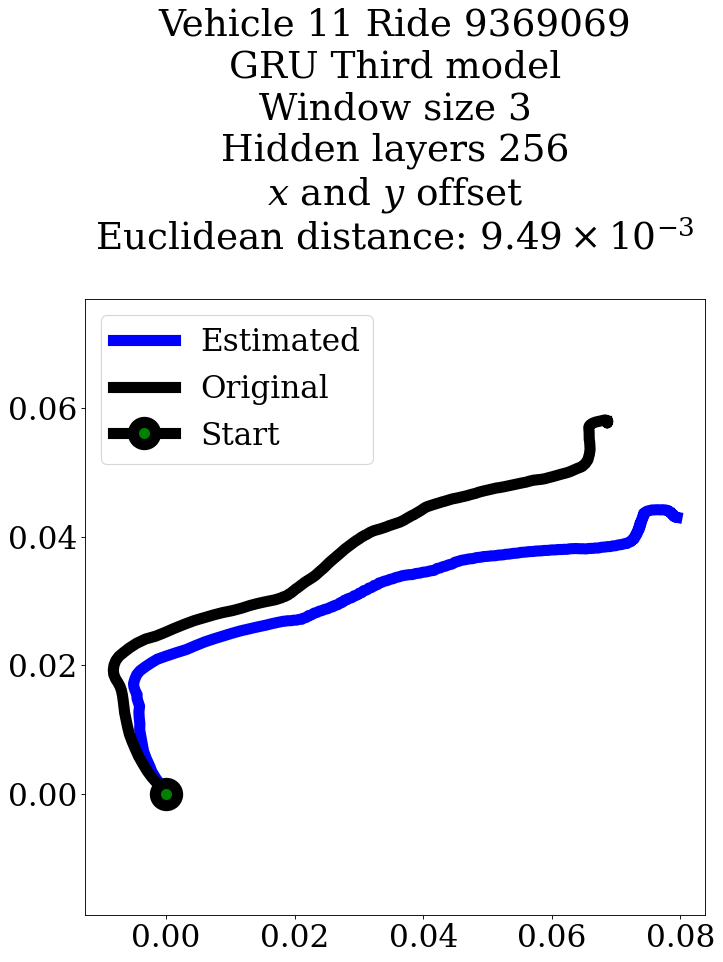 Vehicle 11 Ride 9369069
GRU Third model
Window size 3
Hidden layers 256
x and y offset
Euclidean distance: 9.49 × 10⁻³
Estimated
Original
Start
0.06
0.04
0.02
0.00
0.00 0.02 0.04 0.06 0.08